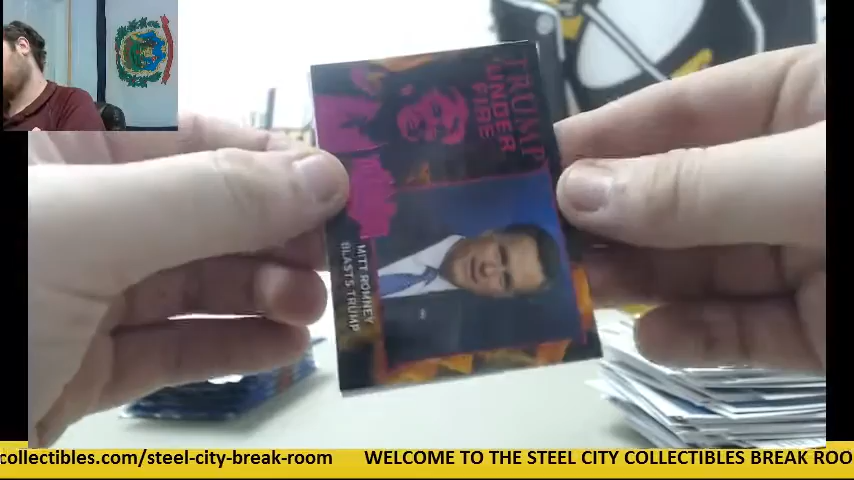 TRUMP
UNDER
FIRE
MITT ROMNEY
BLASTS TRUMP
collectibles.com/steel-city-break-room WELCOME TO THE STEEL CITY COLLECTIBLES BREAK ROO